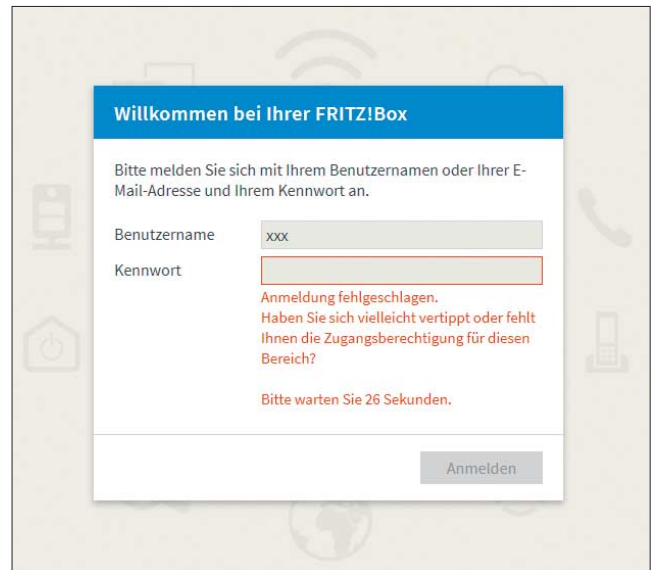 Willkommen bei Ihrer FRITZ!Box
Bitte melden Sie sich mit Ihrem Benutzernamen oder Ihrer E-
Mail-Adresse und Ihrem Kennwort an.
Benutzername xxx
Kennwort
Anmeldung fehlgeschlagen.
Haben Sie sich vielleicht vertippt oder fehlt
Ihnen die Zugangsberechtigung für diesen
Bereich?
Bitte warten Sie 26 Sekunden.
Anmelden